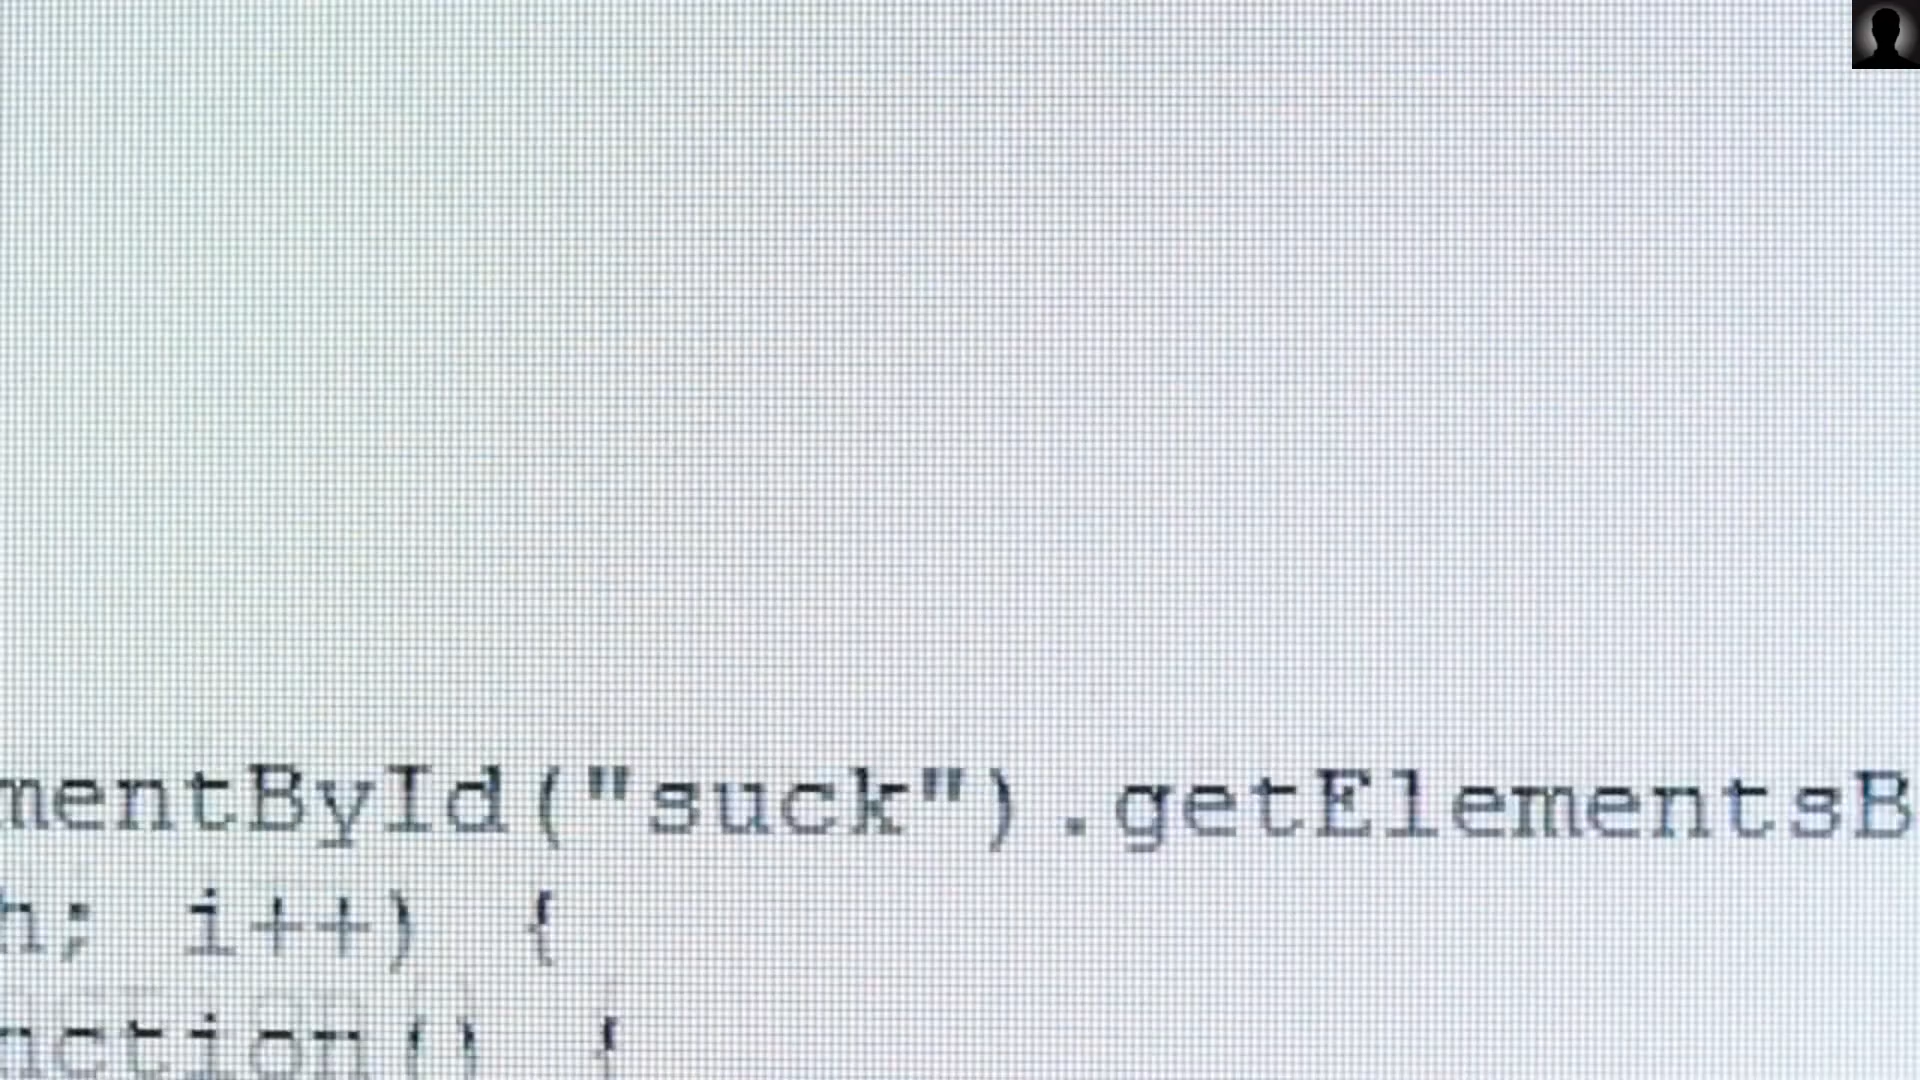 mentById("suck").getElementsB
h; i++) {
nction() {